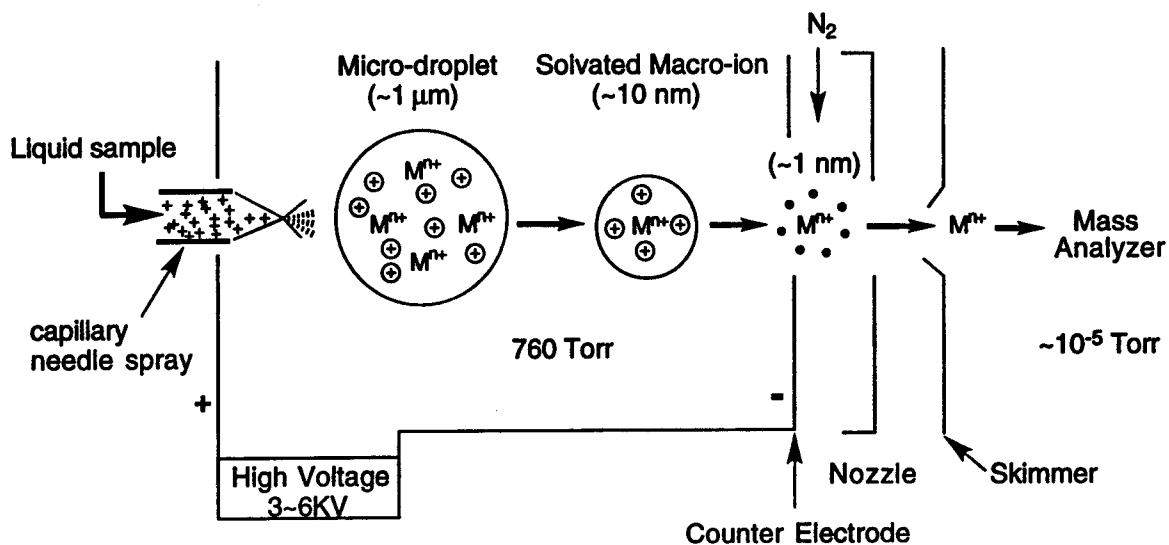 N₂
Micro-droplet
(~1 μm)
Solvated Macro-ion
(~10 nm)
Liquid sample
(~1 nm)
Mⁿ⁺
Mⁿ⁺
Mⁿ⁺
Mⁿ⁺
Mⁿ⁺
Mⁿ⁺
Mⁿ⁺
Mass
Analyzer
capillary
needle spray
760 Torr
~10⁻⁵ Torr
+
-
High Voltage
3~6KV
Nozzle
Skimmer
Counter Electrode